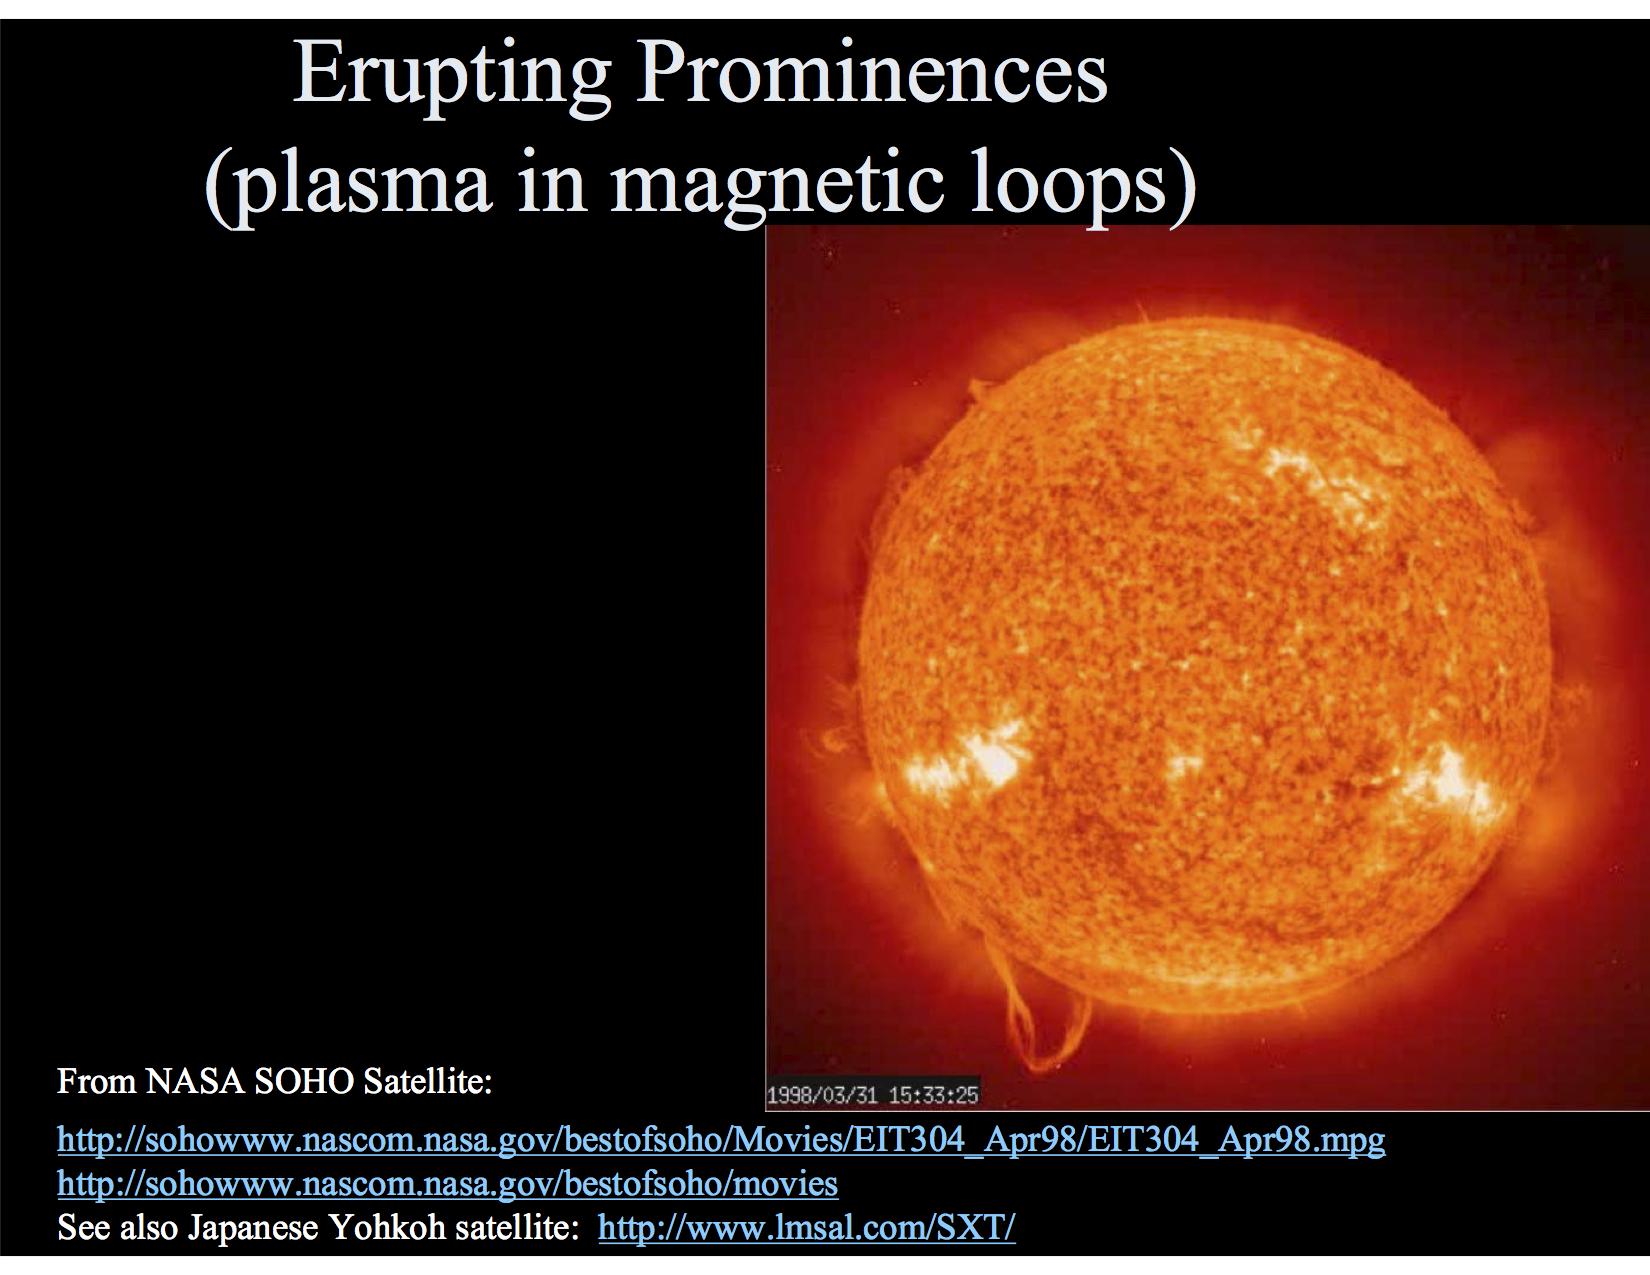 Erupting Prominences
(plasma in magnetic loops)
1998/03/31 15:33:25
From NASA SOHO Satellite:
http://sohowww.nascom.nasa.gov/bestofsoho/Movies/EIT304_Apr98/EIT304_Apr98.mpg
http://sohowww.nascom.nasa.gov/bestofsoho/movies
See also Japanese Yohkoh satellite: http://www.lmsal.com/SXT/